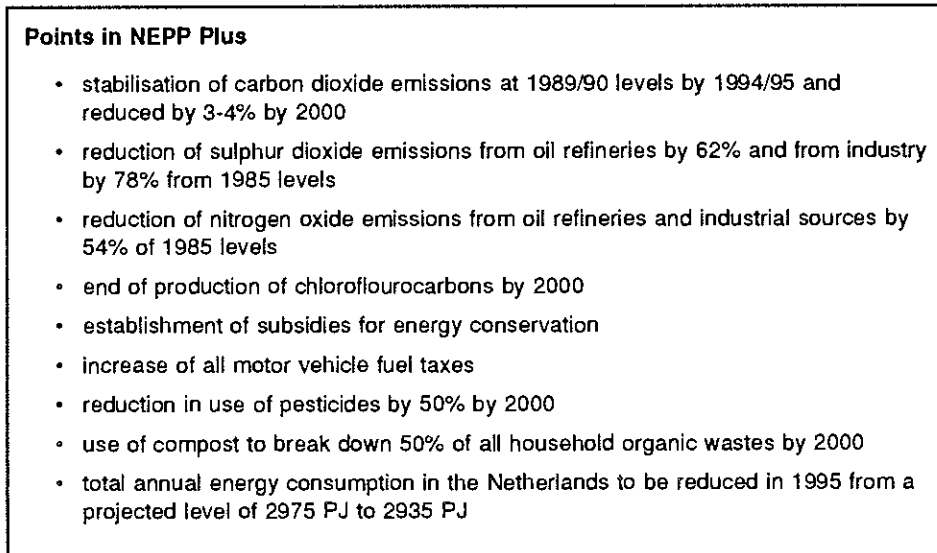 Points in NEPP Plus
• stabilisation of carbon dioxide emissions at 1989/90 levels by 1994/95 and
reduced by 3-4% by 2000
• reduction of sulphur dioxide emissions from oil refineries by 62% and from industry
by 78% from 1985 levels
• reduction of nitrogen oxide emissions from oil refineries and industrial sources by
54% of 1985 levels
• end of production of chloroflourocarbons by 2000
• establishment of subsidies for energy conservation
• increase of all motor vehicle fuel taxes
• reduction in use of pesticides by 50% by 2000
• use of compost to break down 50% of all household organic wastes by 2000
• total annual energy consumption in the Netherlands to be reduced in 1995 from a
projected level of 2975 PJ to 2935 PJ